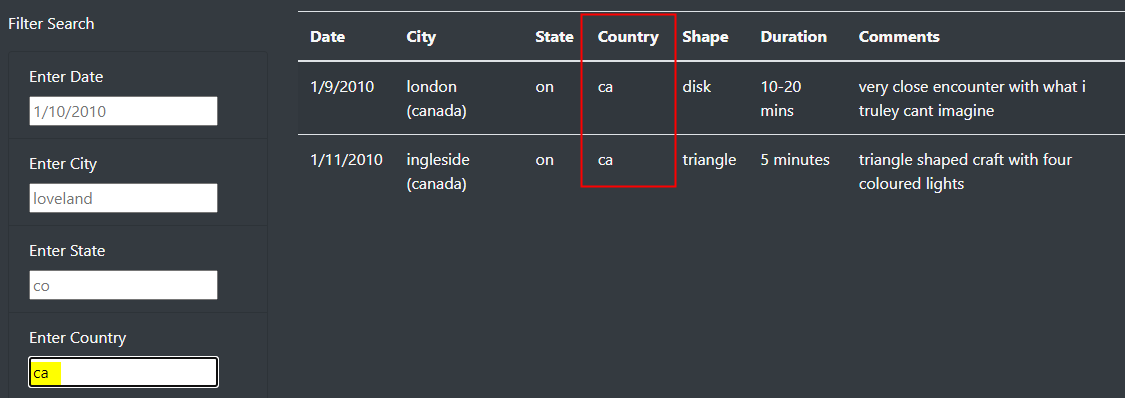 Filter Search
Enter Date
1/10/2010
Enter City
loveland
Enter State
co
Enter Country
ca
Date City State Country Shape Duration Comments
1/9/2010 london on ca disk 10-20 very close encounter with what i
(canada) mins truley cant imagine
1/11/2010 ingleside on ca triangle 5 minutes triangle shaped craft with four
(canada) coloured lights